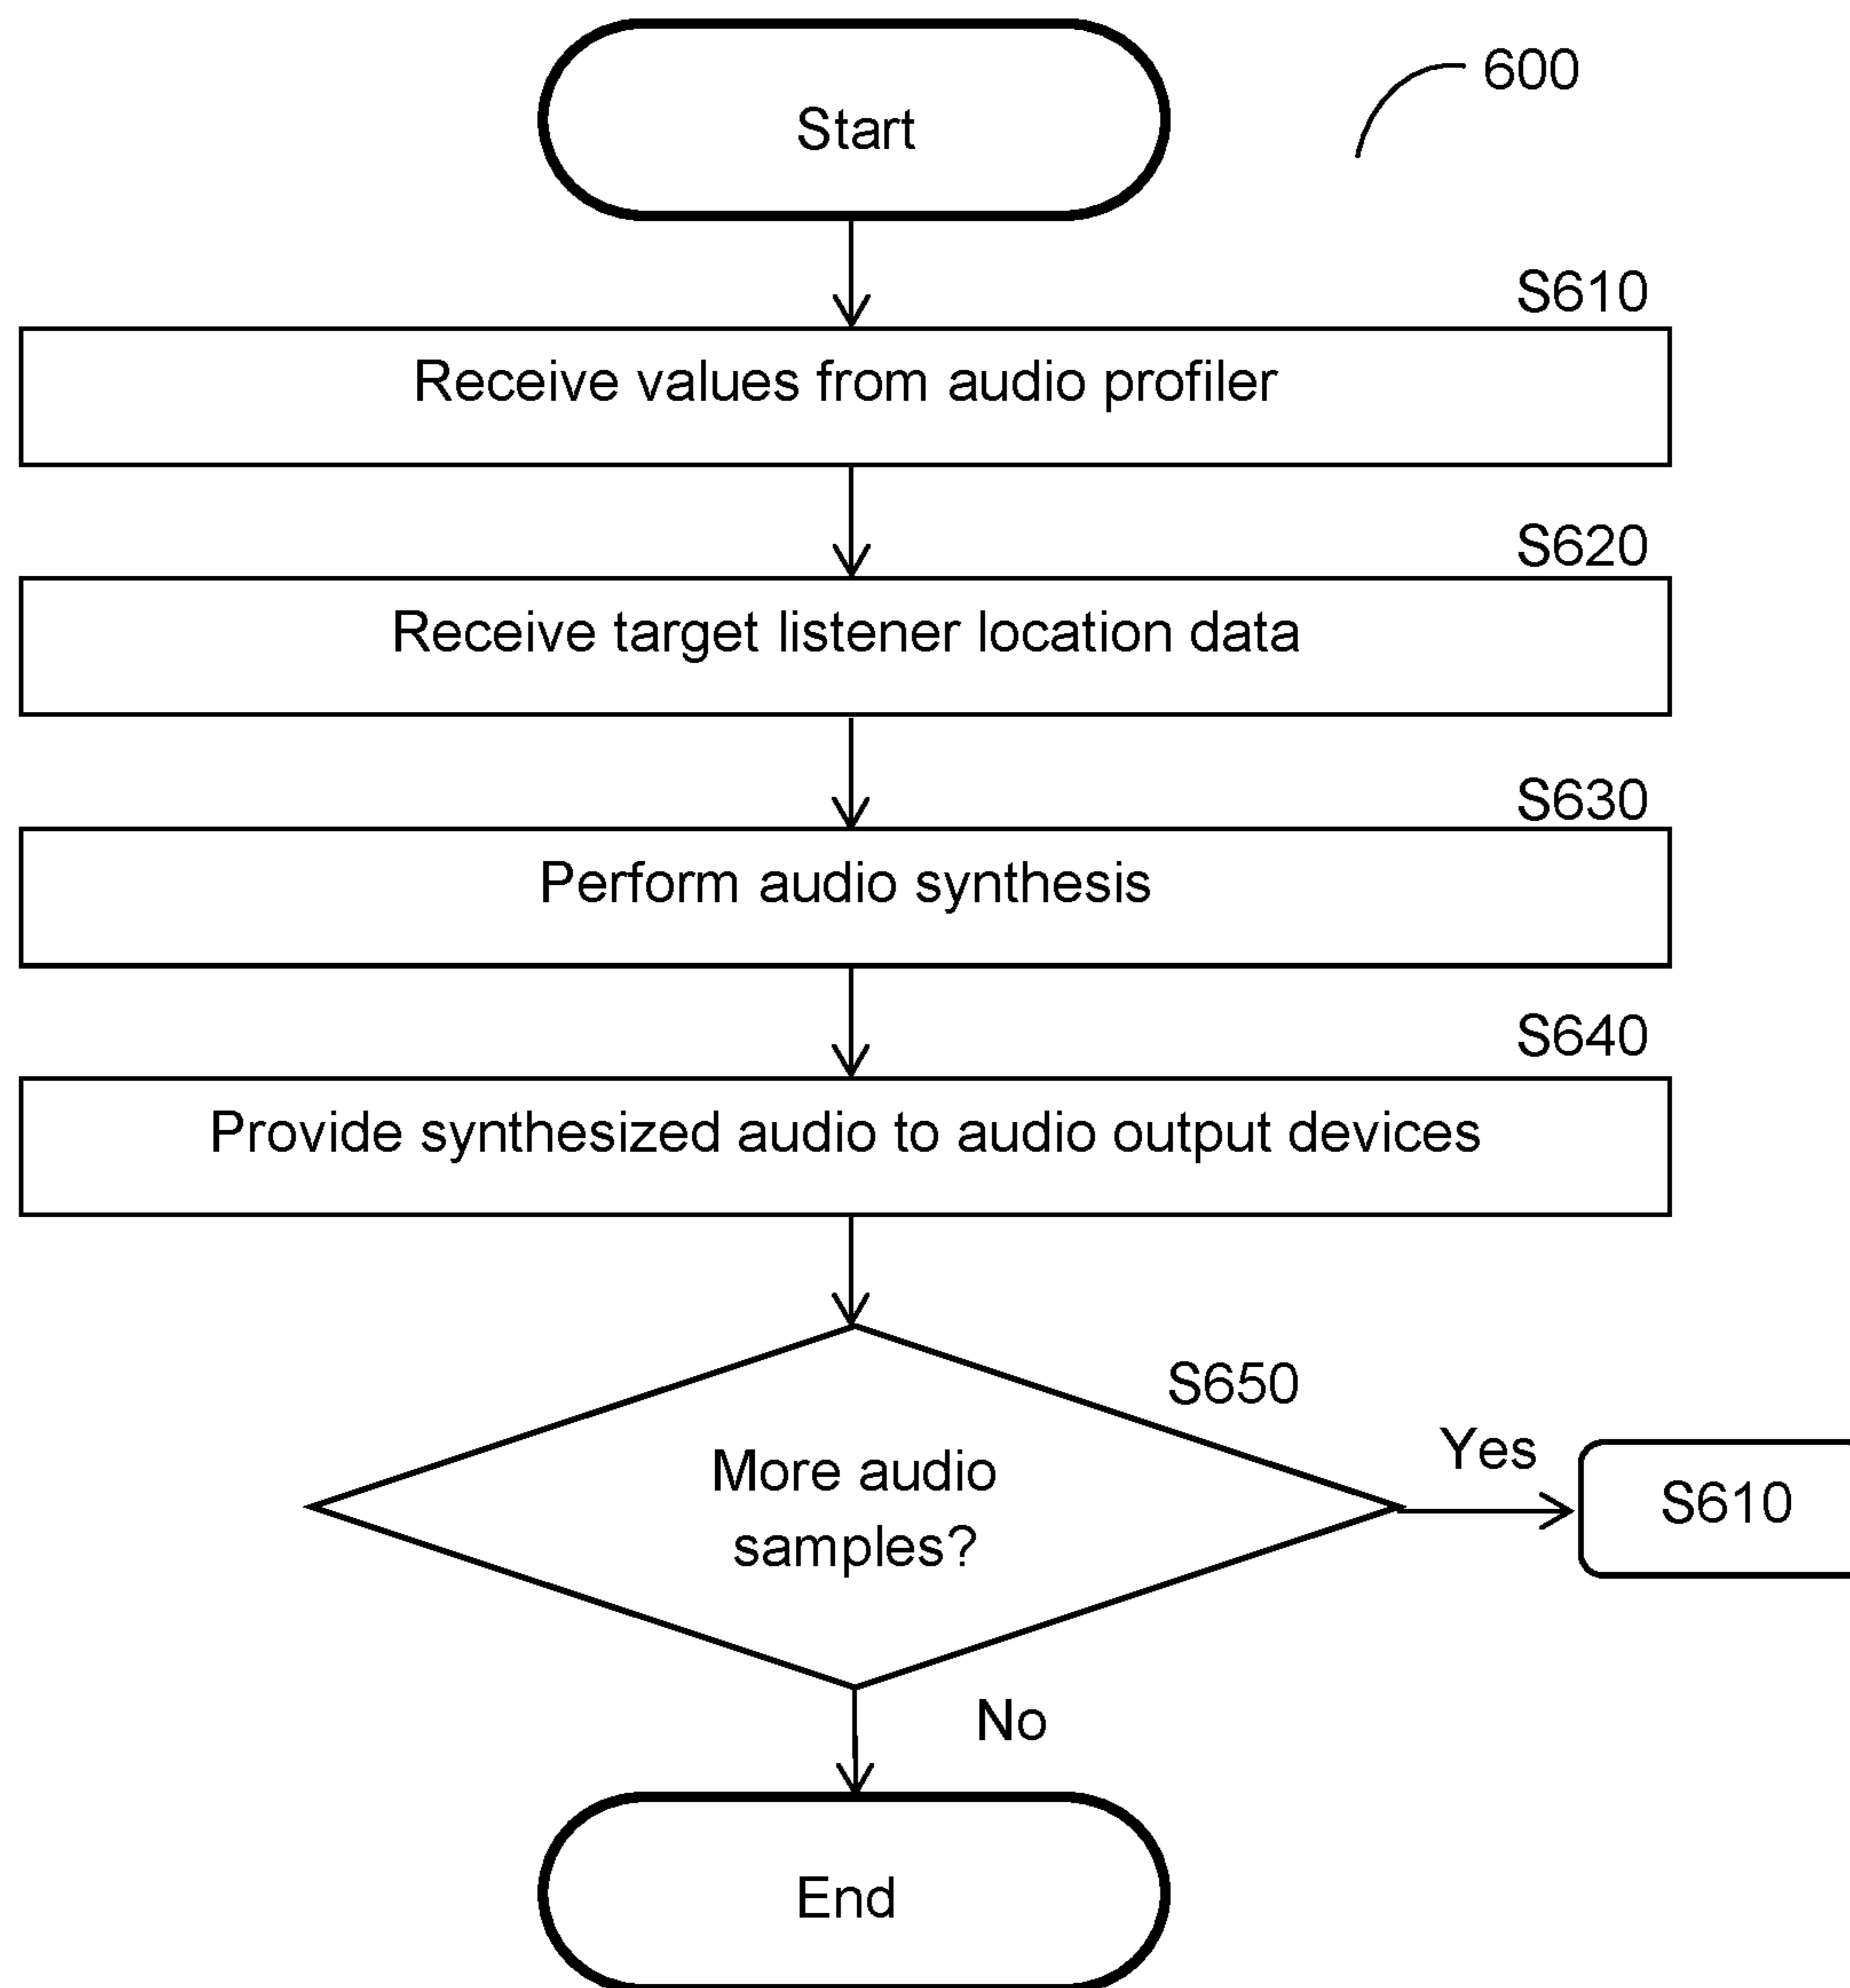 Start
600
S610
Receive values from audio profiler
S620
Receive target listener location data
S630
Perform audio synthesis
S640
Provide synthesized audio to audio output devices
S650
More audio
samples?
Yes
S610
No
End